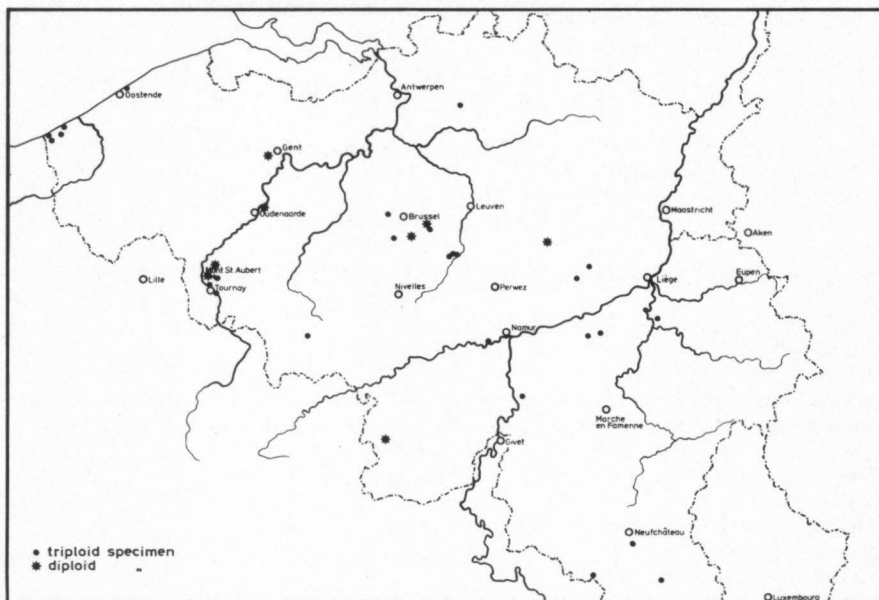 Oostende
Antwerpen
Gent
Oudenaarde
Brussel
Leuven
Maastricht
Aken
Mont St. Aubert
Lille
Tournay
Nivelles
Perwez
Liège
Eupen
Namur
Marche
en Famenne
Givet
Neufchâteau
Luxembourg
• triploid specimen
✷ diploid „